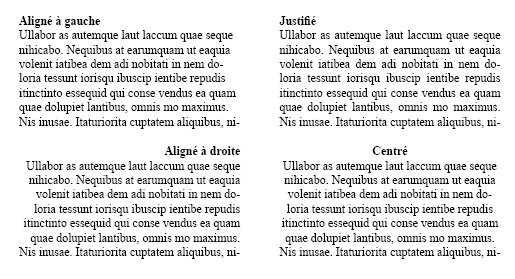 Aligné à gauche
Ullabor as autemque laut laccum quae seque
nihicabo. Nequibus at earumquam ut eaquia
volenit iatibea dem adi nobitati in nem do-
loria tessunt iorisqu ibuscip ientibe repudis
itinctinto essequid qui conse vendus ea quam
quae dolupiet lantibus, omnis mo maximus.
Nis inusae. Itaturiorita cuptatem aliquibus, ni-
Justifié
Ullabor as autemque laut laccum quae seque
nihicabo. Nequibus at earumquam ut eaquia
volenit iatibea dem adi nobitati in nem do-
loria tessunt iorisqu ibuscip ientibe repudis
itinctinto essequid qui conse vendus ea quam
quae dolupiet lantibus, omnis mo maximus.
Nis inusae. Itaturiorita cuptatem aliquibus, ni-
Aligné à droite
Ullabor as autemque laut laccum quae seque
nihicabo. Nequibus at earumquam ut eaquia
volenit iatibea dem adi nobitati in nem do-
loria tessunt iorisqu ibuscip ientibe repudis
itinctinto essequid qui conse vendus ea quam
quae dolupiet lantibus, omnis mo maximus.
Nis inusae. Itaturiorita cuptatem aliquibus, ni-
Centré
Ullabor as autemque laut laccum quae seque
nihicabo. Nequibus at earumquam ut eaquia
volenit iatibea dem adi nobitati in nem do-
loria tessunt iorisqu ibuscip ientibe repudis
itinctinto essequid qui conse vendus ea quam
quae dolupiet lantibus, omnis mo maximus.
Nis inusae. Itaturiorita cuptatem aliquibus, ni-